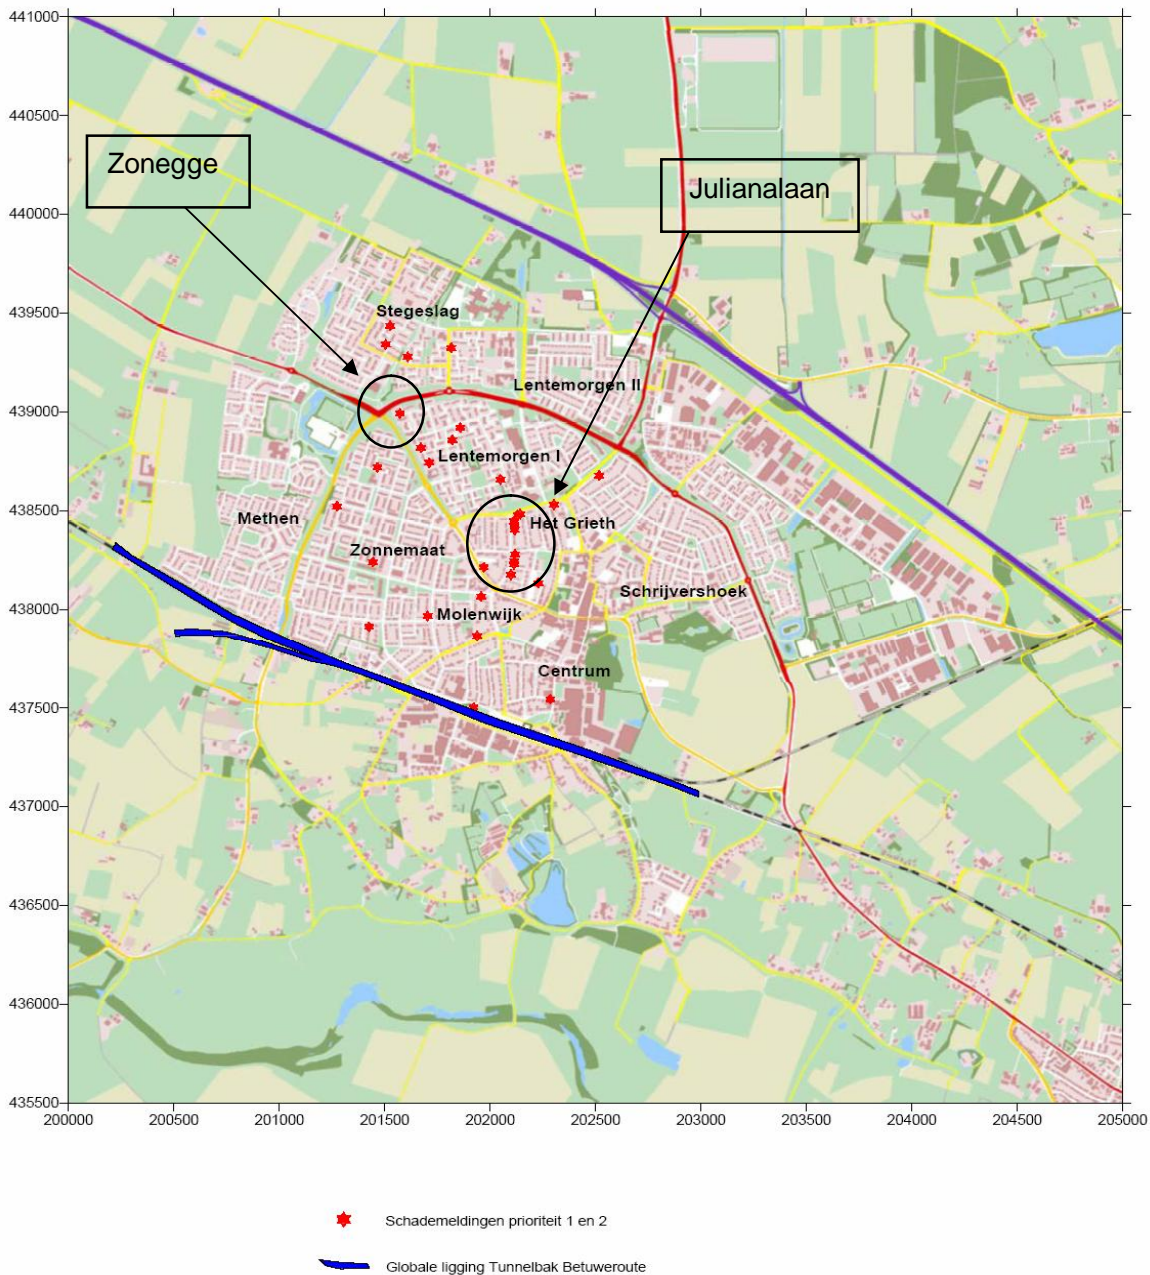 441000
440500
440000
439500
439000
438500
438000
437500
437000
436500
436000
435500
Zonegge
Julianalaan
Stegeslag
Lentemorgen II
Lentemorgen I
Methen
Het Grieth
Zonnemaat
Schrijvershoek
Molenwijk
Centrum
200000 200500 201000 201500 202000 202500 203000 203500 204000 204500 205000
Schademeldingen prioriteit 1 en 2
Globale ligging Tunnelbak Betuweroute